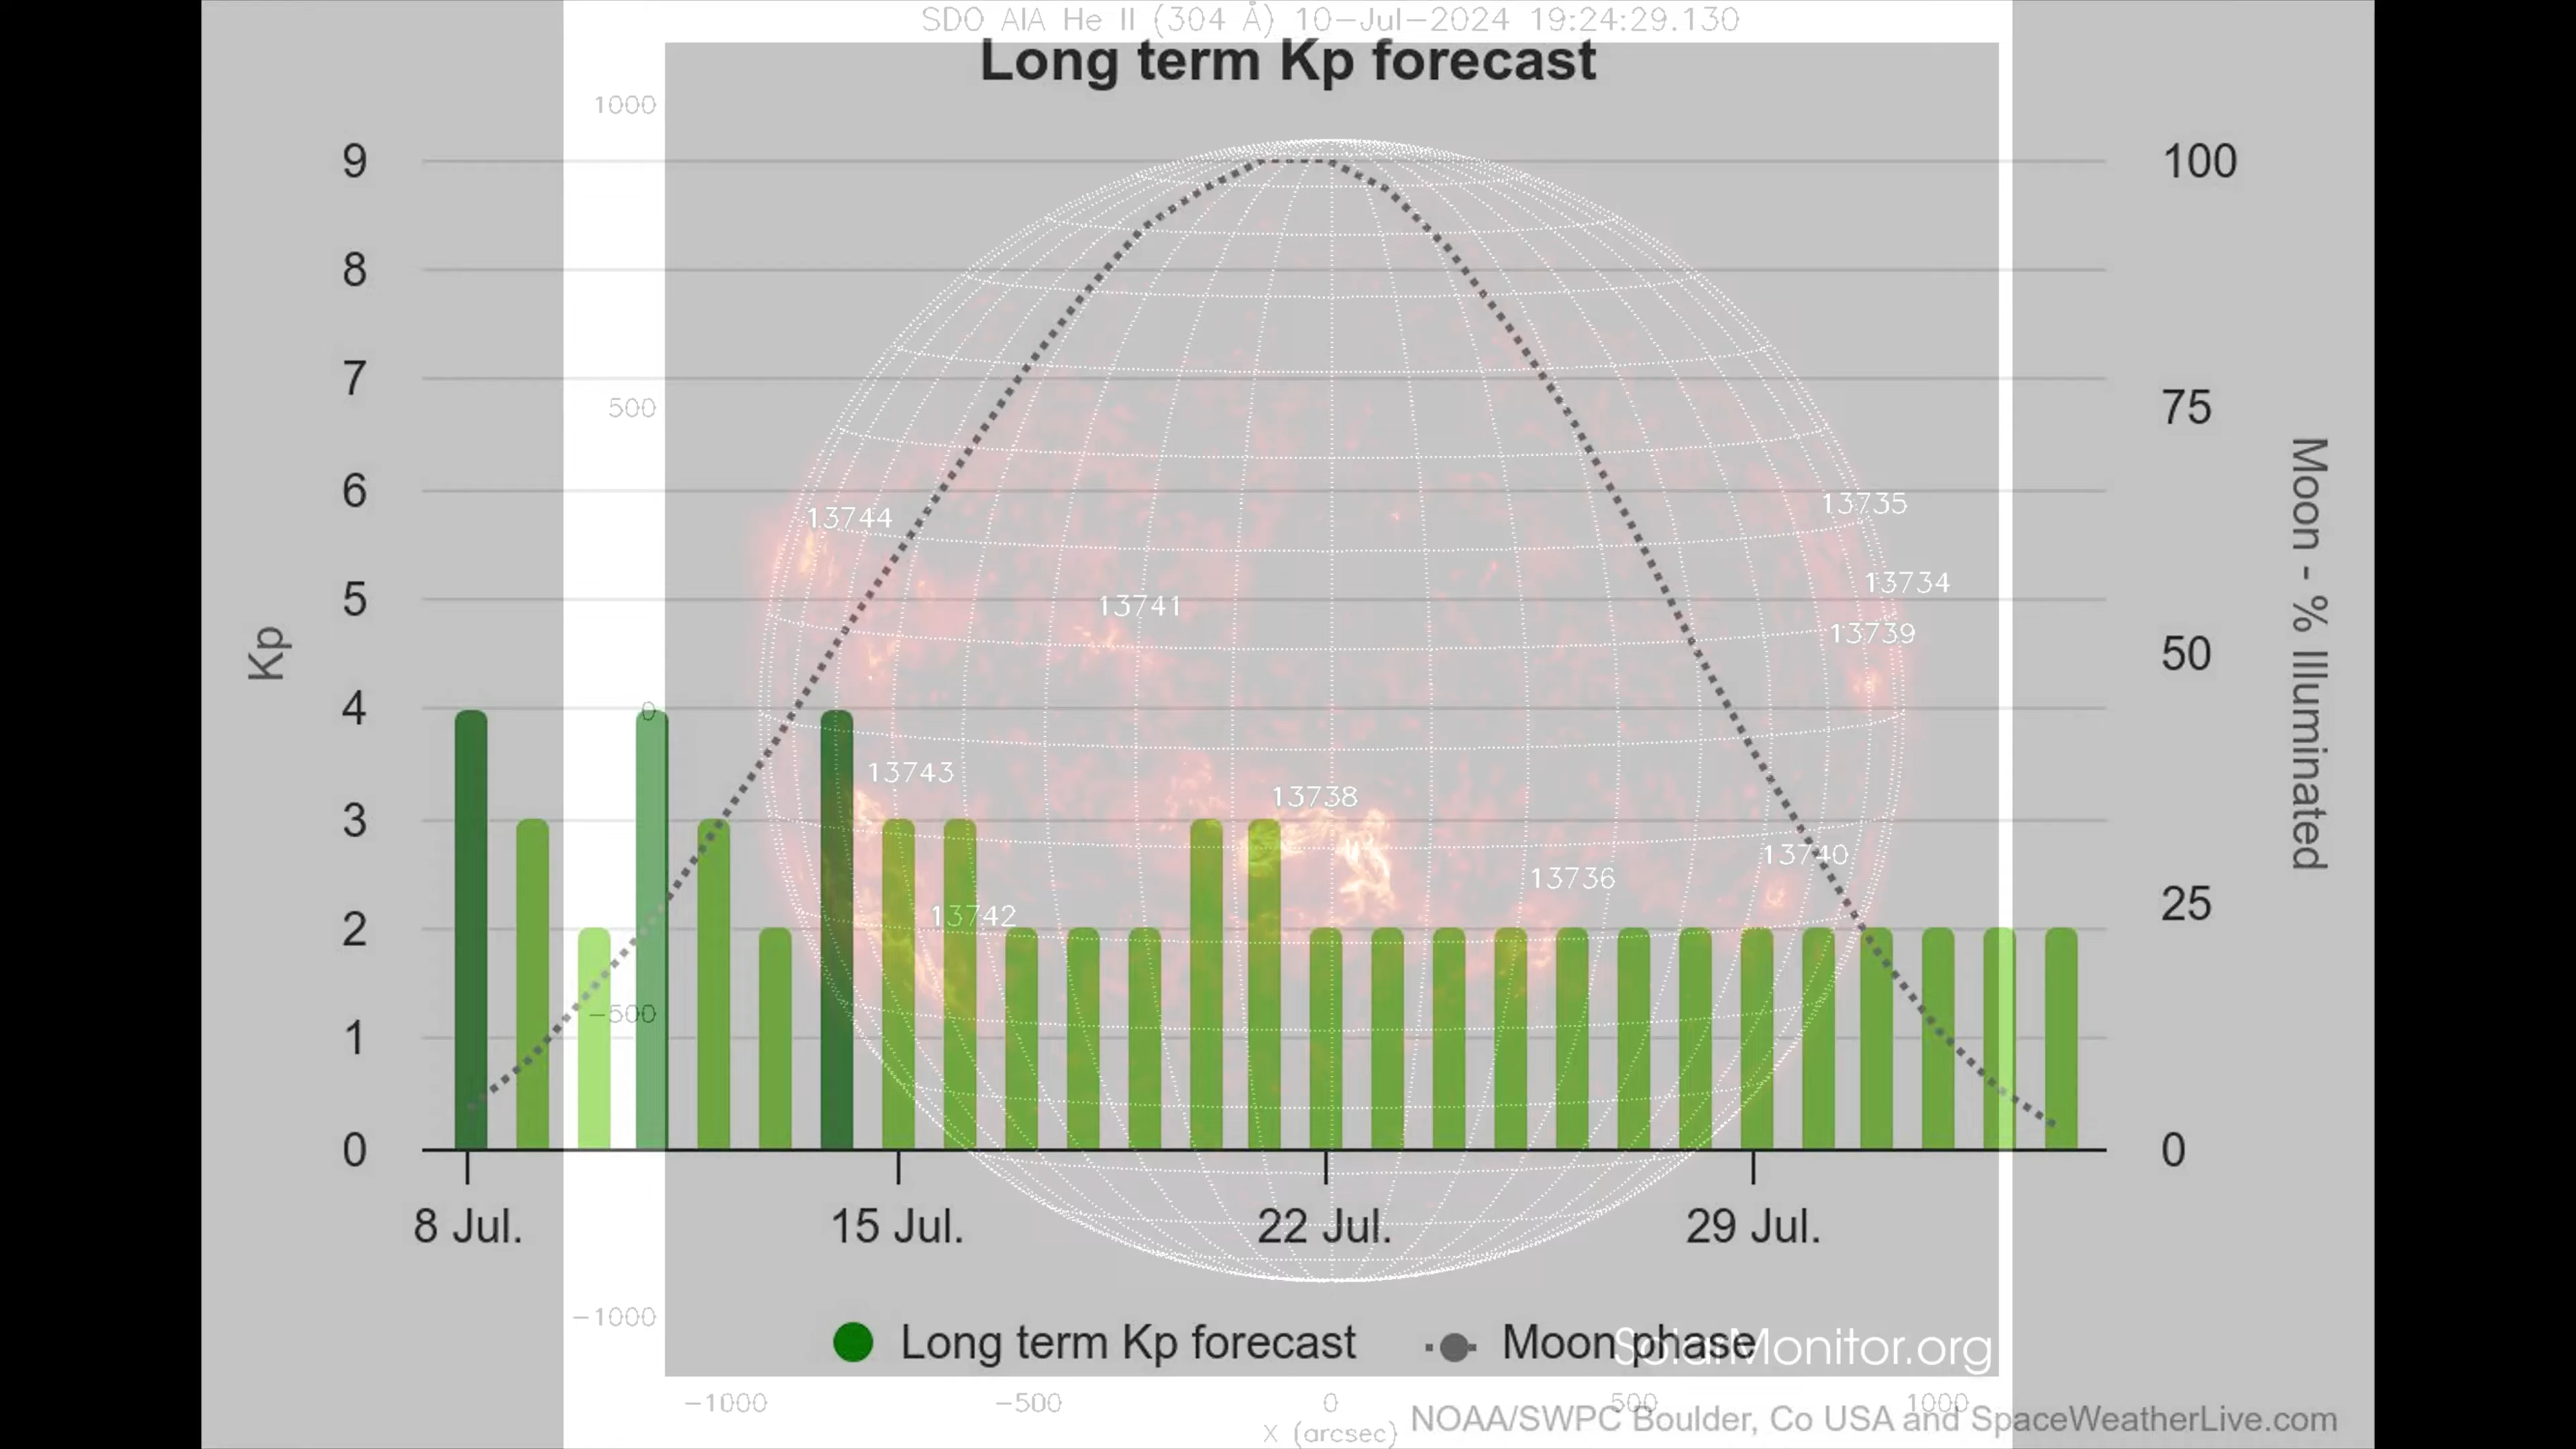 SDO AIA He II (304 Å) 10-Jul-2024 19:24:29.130
Long term Kp forecast
1000
500
0
-500
-1000
9
8
7
6
5
4
3
2
1
0
Kp
100
75
50
25
0
Moon - % Illuminated
13744
13741
13735
13734
13739
13743
13738
13740
13736
13742
8 Jul.
15 Jul.
22 Jul.
29 Jul.
Long term Kp forecast
Moon phase
SolarMonitor.org
-1000
-500
0
500
1000
X (arcsec)
NOAA/SWPC Boulder, Co USA and SpaceWeatherLive.com